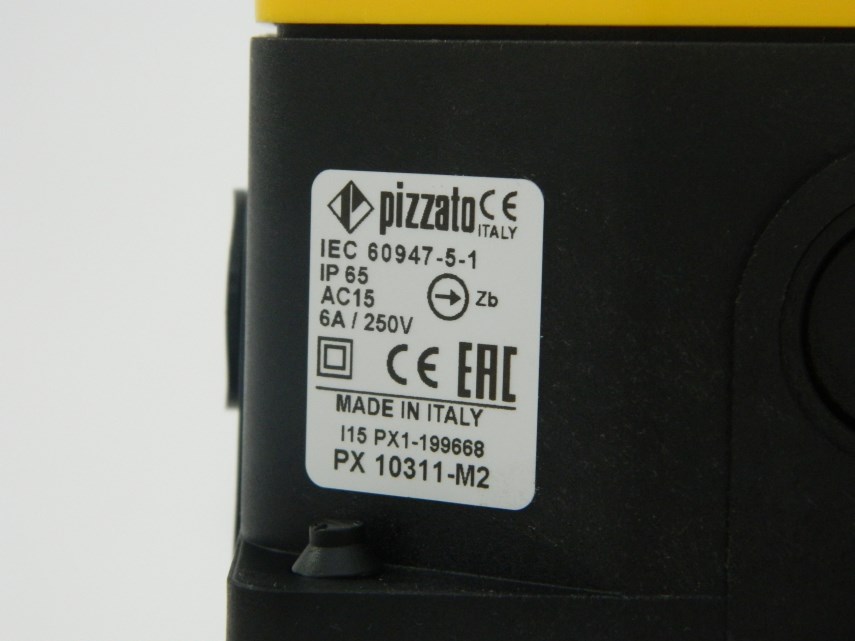 pizzato CE
ITALY
IEC 60947-5-1
IP 65
AC15
Zb
6A / 250V
CE EAC
MADE IN ITALY
I15 PX1-199668
PX 10311-M2